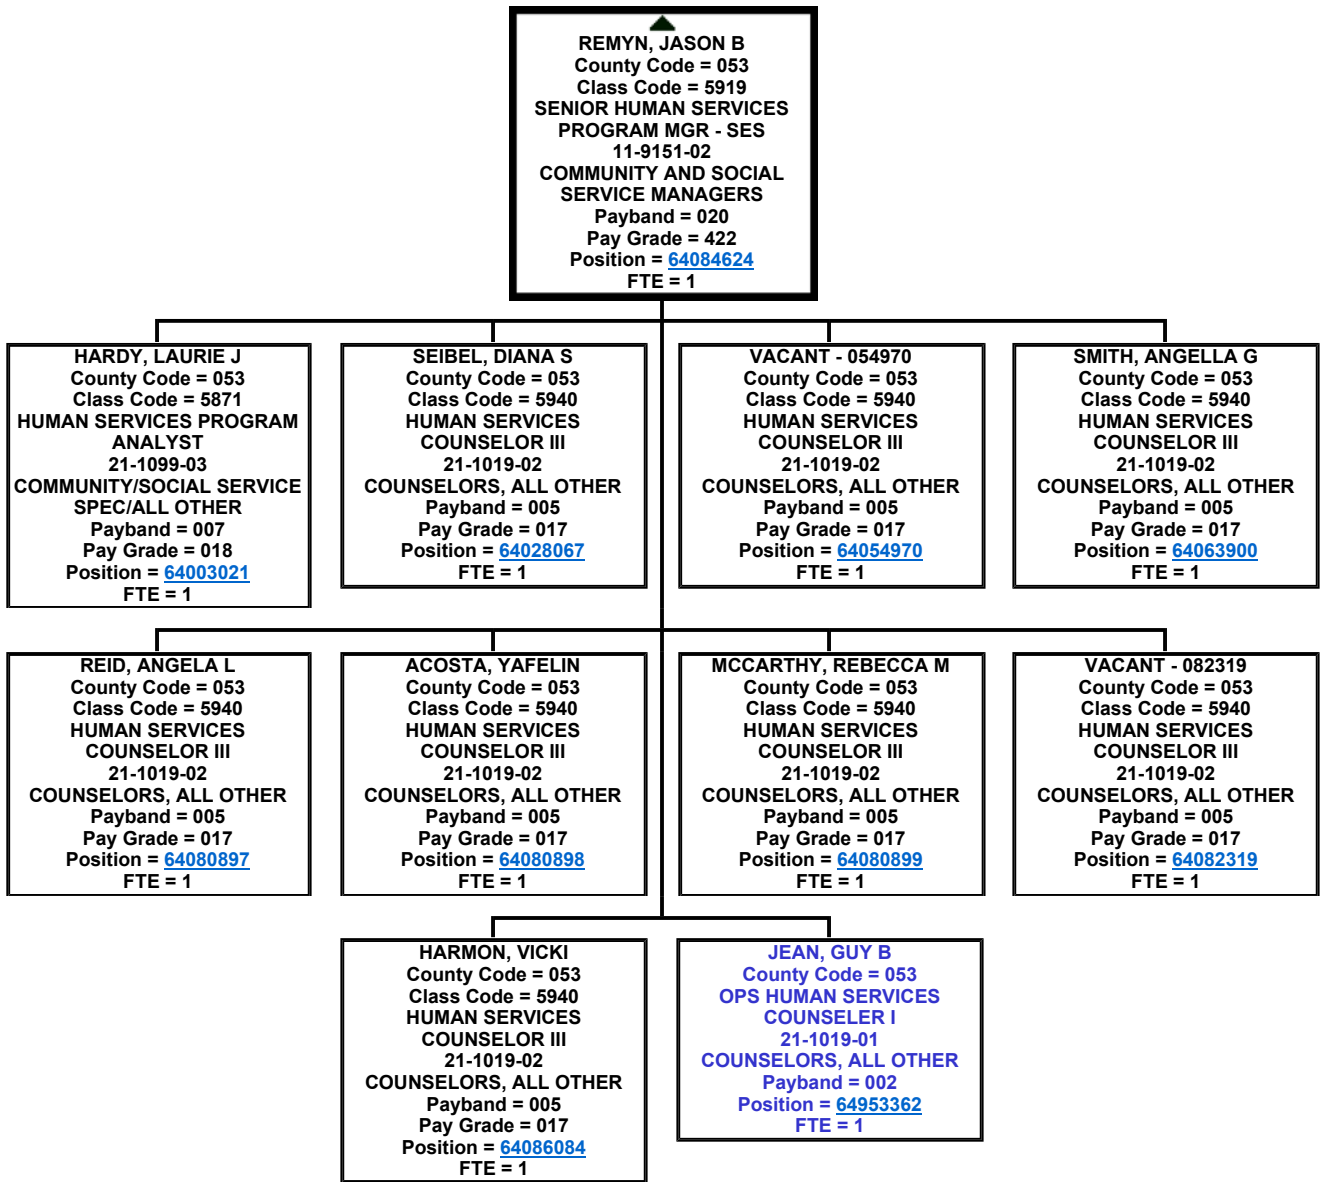 REMYN, JASON B
County Code = 053
Class Code = 5919
SENIOR HUMAN SERVICES
PROGRAM MGR - SES
11-9151-02
COMMUNITY AND SOCIAL
SERVICE MANAGERS
Payband = 020
Pay Grade = 422
Position = 64084624
FTE = 1
HARDY, LAURIE J
County Code = 053
Class Code = 5871
HUMAN SERVICES PROGRAM
ANALYST
21-1099-03
COMMUNITY/SOCIAL SERVICE
SPEC/ALL OTHER
Payband = 007
Pay Grade = 018
Position = 64003021
FTE = 1
SEIBEL, DIANA S
County Code = 053
Class Code = 5940
HUMAN SERVICES
COUNSELOR III
21-1019-02
COUNSELORS, ALL OTHER
Payband = 005
Pay Grade = 017
Position = 64028067
FTE = 1
VACANT - 054970
County Code = 053
Class Code = 5940
HUMAN SERVICES
COUNSELOR III
21-1019-02
COUNSELORS, ALL OTHER
Payband = 005
Pay Grade = 017
Position = 64054970
FTE = 1
SMITH, ANGELLA G
County Code = 053
Class Code = 5940
HUMAN SERVICES
COUNSELOR III
21-1019-02
COUNSELORS, ALL OTHER
Payband = 005
Pay Grade = 017
Position = 64063900
FTE = 1
REID, ANGELA L
County Code = 053
Class Code = 5940
HUMAN SERVICES
COUNSELOR III
21-1019-02
COUNSELORS, ALL OTHER
Payband = 005
Pay Grade = 017
Position = 64080897
FTE = 1
ACOSTA, YAFELIN
County Code = 053
Class Code = 5940
HUMAN SERVICES
COUNSELOR III
21-1019-02
COUNSELORS, ALL OTHER
Payband = 005
Pay Grade = 017
Position = 64080898
FTE = 1
MCCARTHY, REBECCA M
County Code = 053
Class Code = 5940
HUMAN SERVICES
COUNSELOR III
21-1019-02
COUNSELORS, ALL OTHER
Payband = 005
Pay Grade = 017
Position = 64080899
FTE = 1
VACANT - 082319
County Code = 053
Class Code = 5940
HUMAN SERVICES
COUNSELOR III
21-1019-02
COUNSELORS, ALL OTHER
Payband = 005
Pay Grade = 017
Position = 64082319
FTE = 1
HARMON, VICKI
County Code = 053
Class Code = 5940
HUMAN SERVICES
COUNSELOR III
21-1019-02
COUNSELORS, ALL OTHER
Payband = 005
Pay Grade = 017
Position = 64086084
FTE = 1
JEAN, GUY B
County Code = 053
OPS HUMAN SERVICES
COUNSELER I
21-1019-01
COUNSELORS, ALL OTHER
Payband = 002
Position = 64953362
FTE = 1